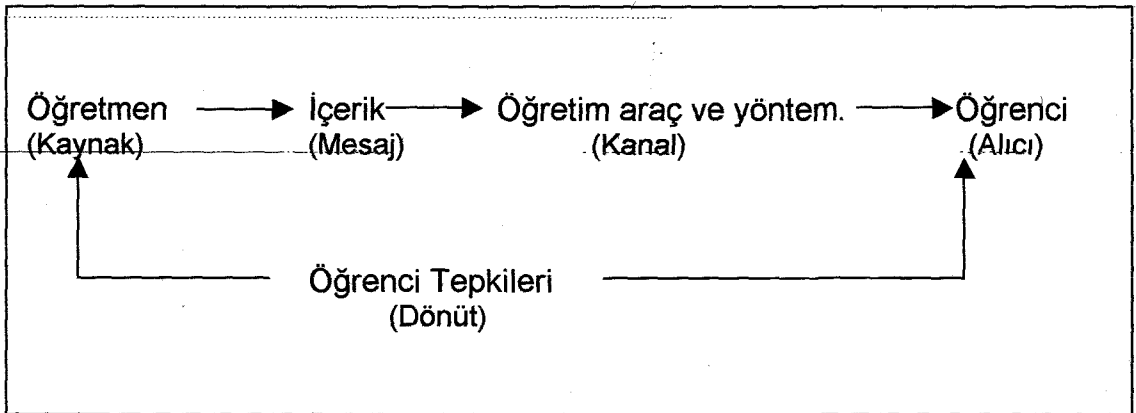 Öğretmen İçerik Öğretim araç ve yöntem. Öğrenci
(Kaynak) (Mesaj) (Kanal) (Alıcı)
Öğrenci Tepkileri
(Dönüt)